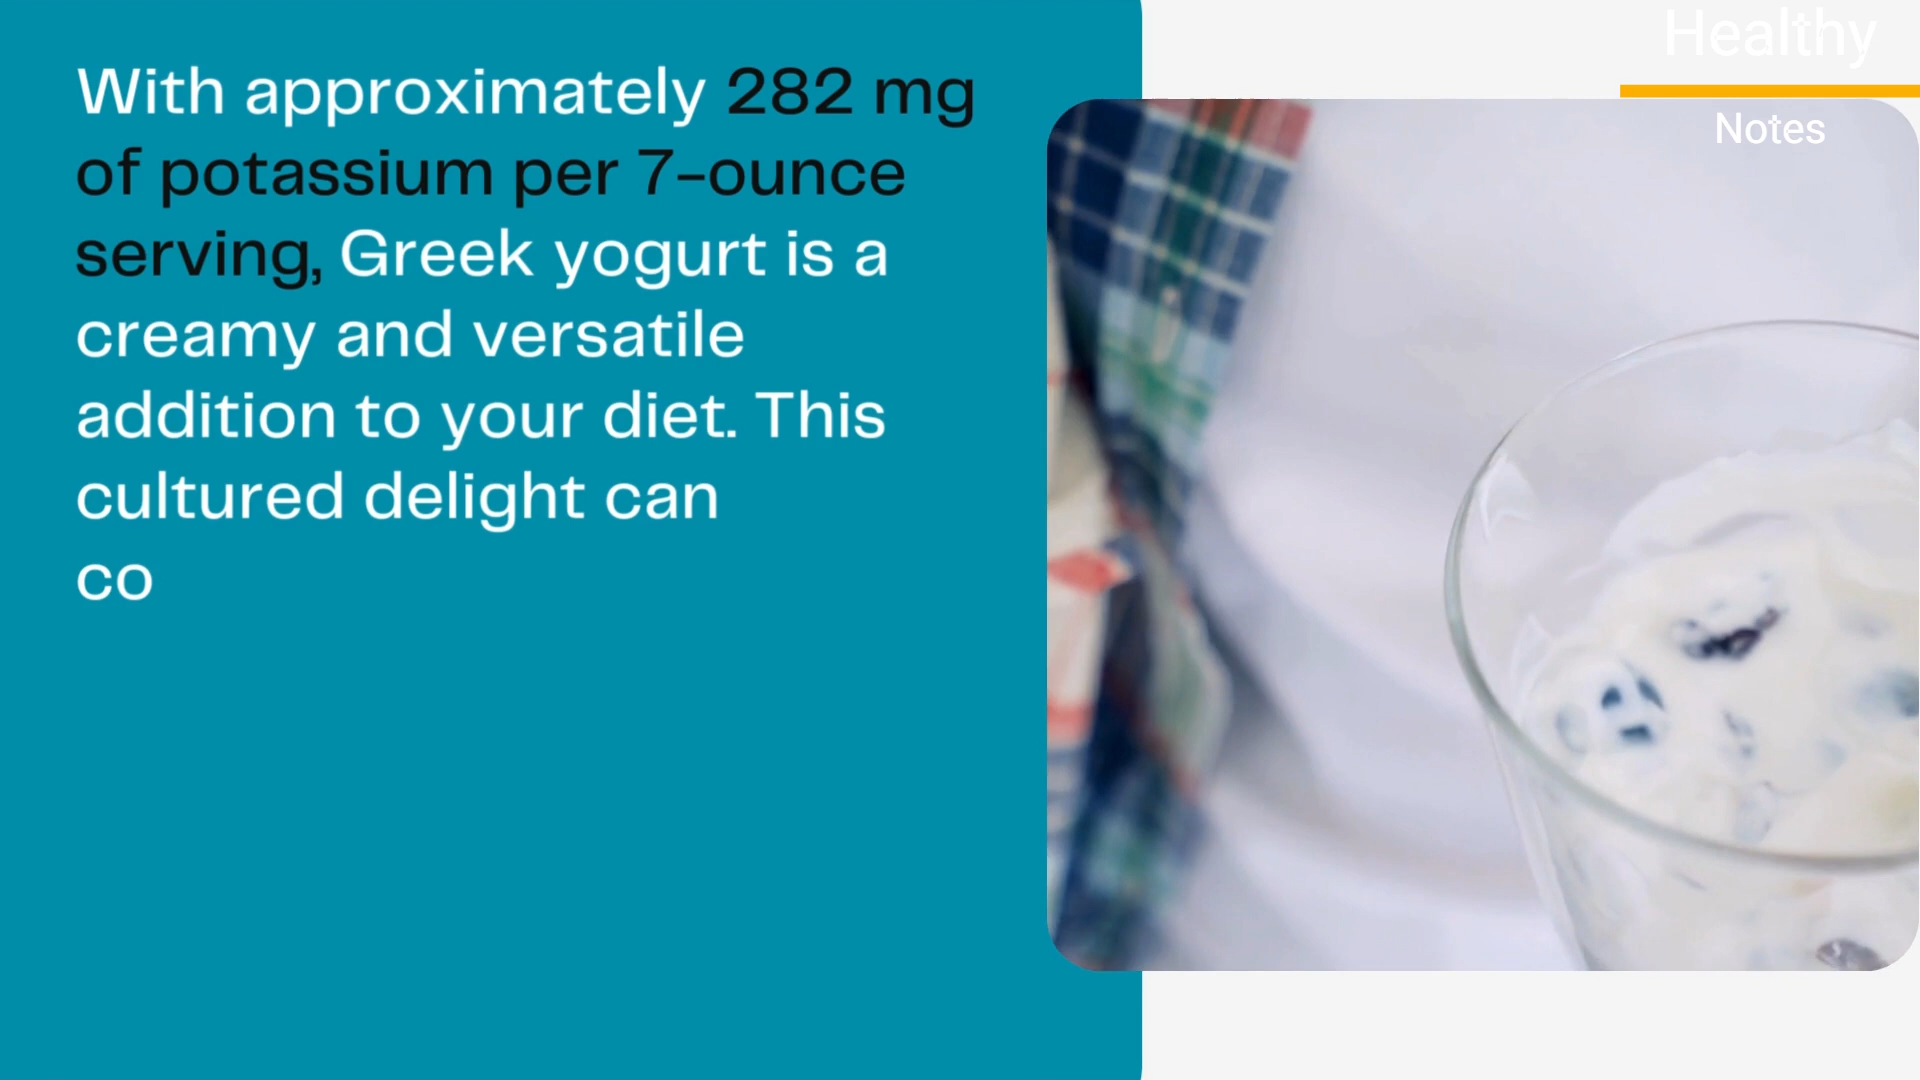 With approximately 282 mg
of potassium per 7-ounce
serving, Greek yogurt is a
creamy and versatile
addition to your diet. This
cultured delight can
co
Healthy
Notes